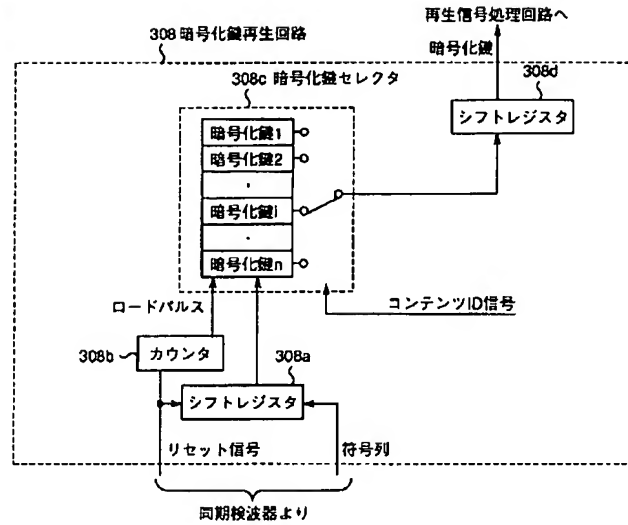 再生信号処理回路へ
308 暗号化鍵再生回路
暗号化鍵
308c 暗号化鍵セレクタ
308d
シフトレジスタ
暗号化鍵1
暗号化鍵2
・
暗号化鍵i
・
暗号化鍵n
ロードパルス
コンテンツID信号
308b
カウンタ
308a
シフトレジスタ
リセット信号
符号列
同期検波器より